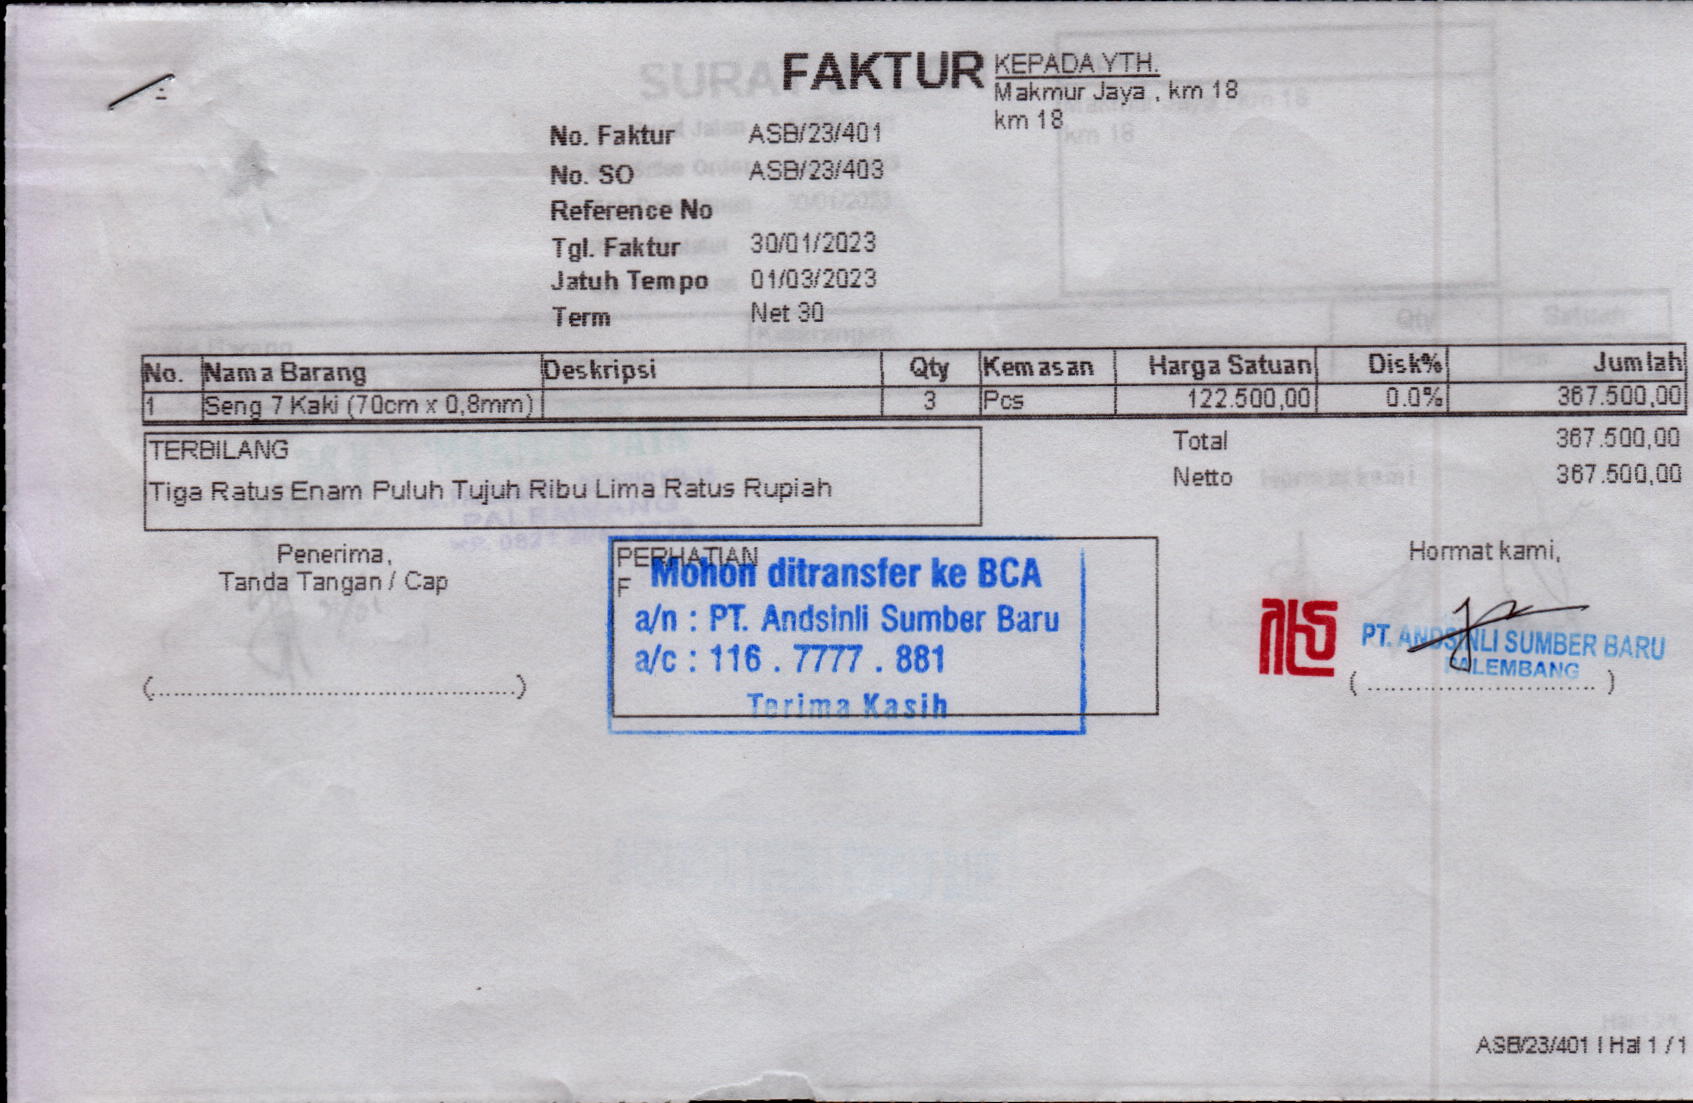 FAKTUR
KEPADA YTH.
Makmur Jaya , km 18
km 18
No. Faktur ASB/23/401
No. SO ASB/23/403
Reference No
Tgl. Faktur 30/01/2023
Jatuh Tempo 01/03/2023
Term Net 30
No. Nama Barang Deskripsi Qty Kemasan Harga Satuan Disk% Jumlah
1 Seng 7 Kaki (70cm x 0,8mm) 3 Pcs 122.500,00 0.0% 367.500,00
TERBILANG
Tiga Ratus Enam Puluh Tujuh Ribu Lima Ratus Rupiah
Total 367.500,00
Netto 367.500,00
Penerima,
Tanda Tangan / Cap
(............................................)
PERHATIAN
F
Mohon ditransfer ke BCA
a/n : PT. Andsinli Sumber Baru
a/c : 116 . 7777 . 881
Terima Kasih
Hormat kami,
PT. ANDSINLI SUMBER BARU
PALEMBANG
(............................)
ASB/23/401 | Hal 1 / 1